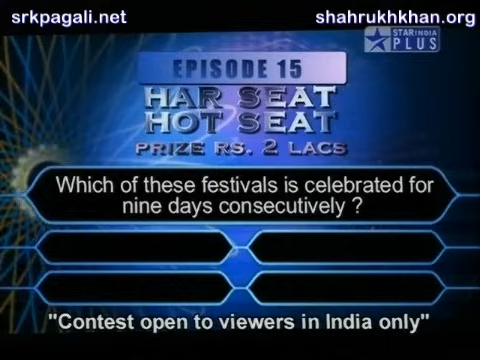 srkpagali.net
shahrukhkhan.org
STAR INDIA
PLUS
EPISODE 15
HAR SEAT
HOT SEAT
PRIZE RS. 2 LACS
Which of these festivals is celebrated for
nine days consecutively ?
"Contest open to viewers in India only"